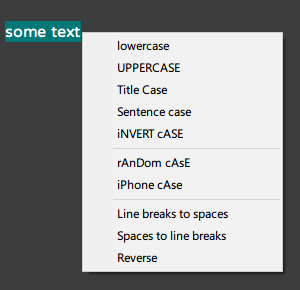 some text
lowercase
UPPERCASE
Title Case
Sentence case
iNVERT cASE
rAnDom cAsE
iPhone cAse
Line breaks to spaces
Spaces to line breaks
Reverse